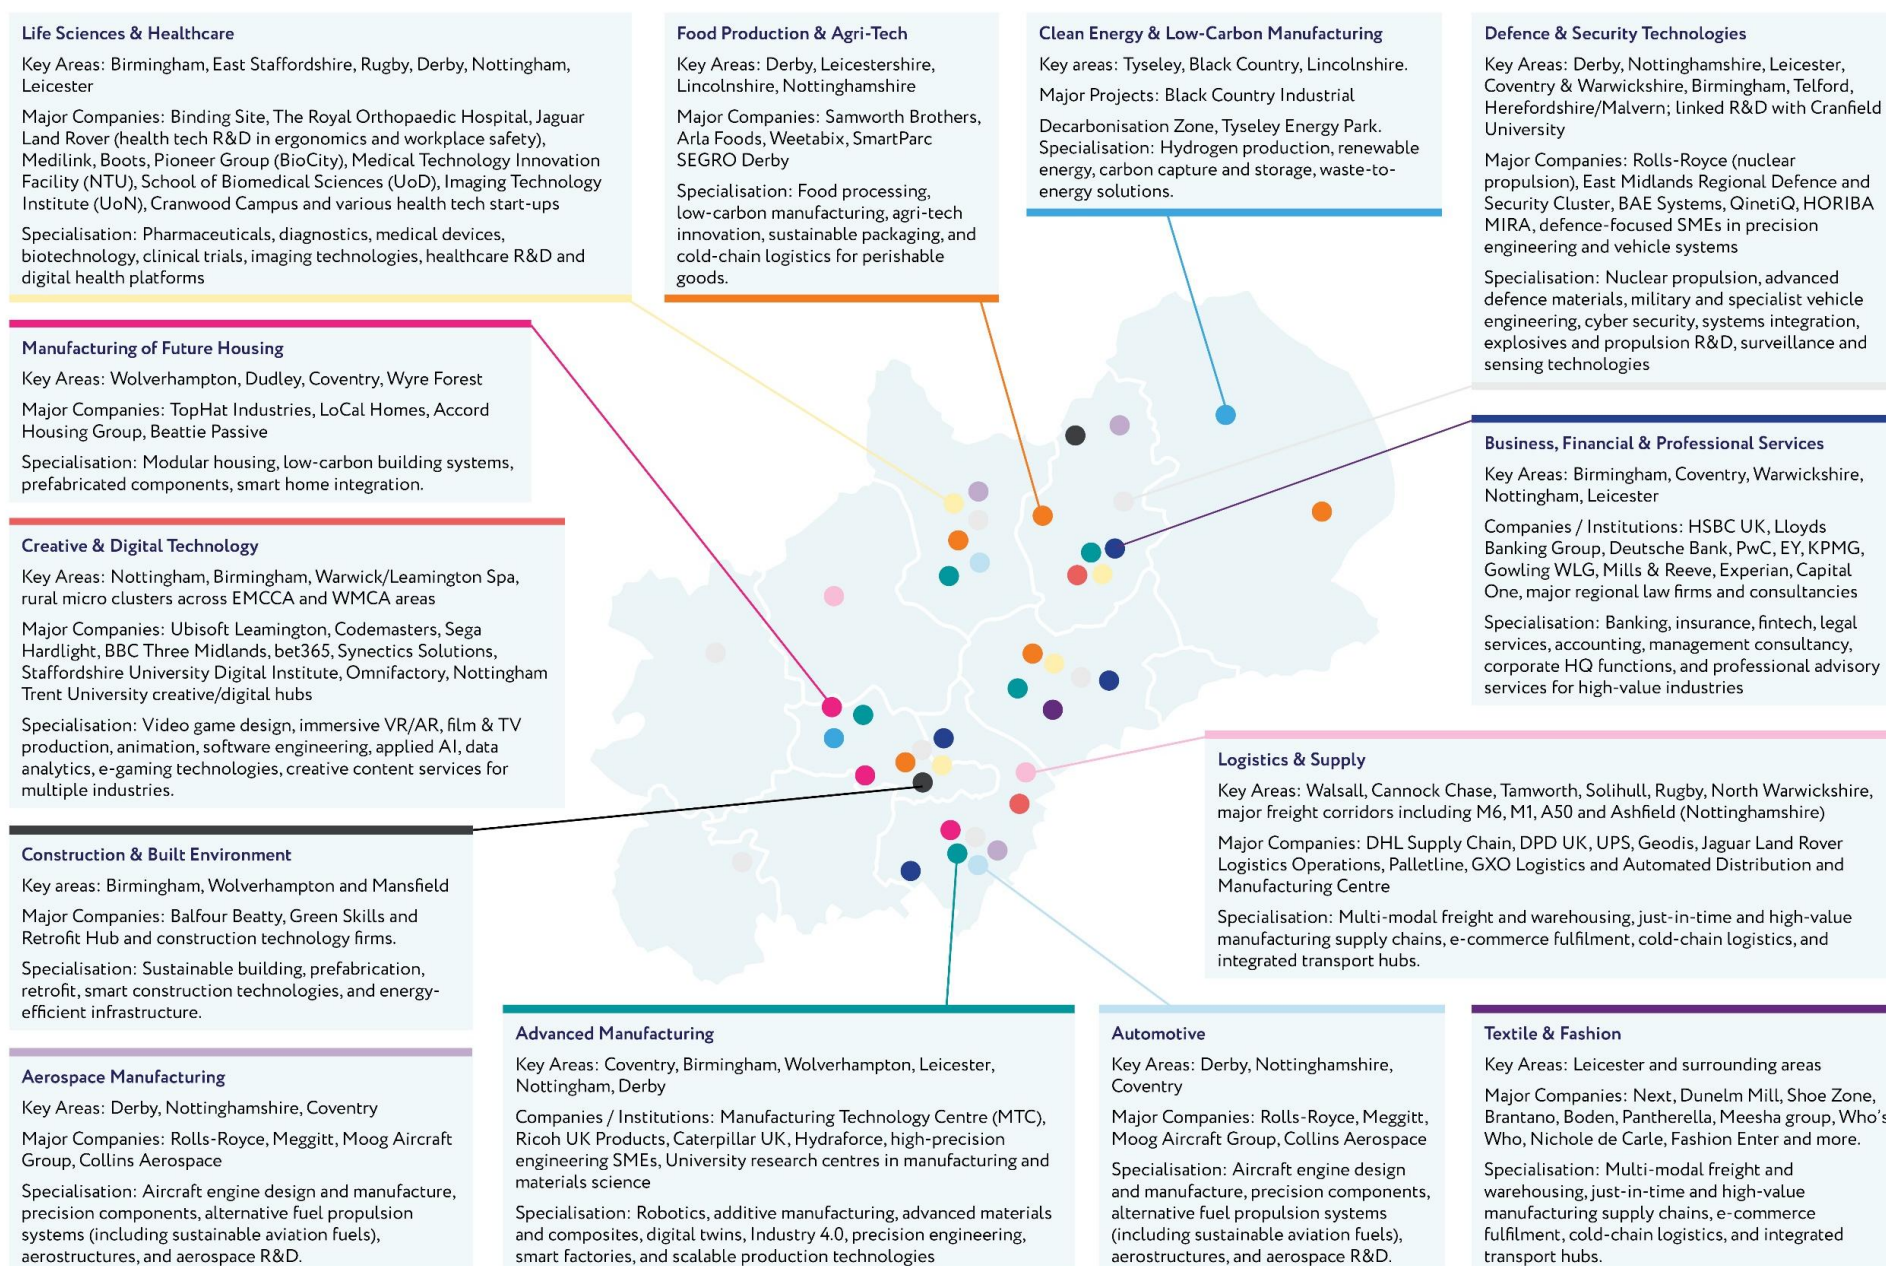 Life Sciences & Healthcare
Key Areas: Birmingham, East Staffordshire, Rugby, Derby, Nottingham,
Leicester
Major Companies: Binding Site, The Royal Orthopaedic Hospital, Jaguar
Land Rover (health tech R&D in ergonomics and workplace safety),
Medilink, Boots, Pioneer Group (BioCity), Medical Technology Innovation
Facility (NTU), School of Biomedical Sciences (UoD), Imaging Technology
Institute (UoN), Cranwood Campus and various health tech start-ups
Specialisation: Pharmaceuticals, diagnostics, medical devices,
biotechnology, clinical trials, imaging technologies, healthcare R&D and
digital health platforms
Food Production & Agri-Tech
Key Areas: Derby, Leicestershire,
Lincolnshire, Nottinghamshire
Major Companies: Samworth Brothers,
Arla Foods, Weetabix, SmartParc
SEGRO Derby
Specialisation: Food processing,
low-carbon manufacturing, agri-tech
innovation, sustainable packaging, and
cold-chain logistics for perishable
goods.
Clean Energy & Low-Carbon Manufacturing
Key areas: Tyseley, Black Country, Lincolnshire.
Major Projects: Black Country Industrial
Decarbonisation Zone, Tyseley Energy Park.
Specialisation: Hydrogen production, renewable
energy, carbon capture and storage, waste-to-
energy solutions.
Defence & Security Technologies
Key Areas: Derby, Nottinghamshire, Leicester,
Coventry & Warwickshire, Birmingham, Telford,
Herefordshire/Malvern; linked R&D with Cranfield
University
Major Companies: Rolls-Royce (nuclear
propulsion), East Midlands Regional Defence and
Security Cluster, BAE Systems, QinetiQ, HORIBA
MIRA, defence-focused SMEs in precision
engineering and vehicle systems
Specialisation: Nuclear propulsion, advanced
defence materials, military and specialist vehicle
engineering, cyber security, systems integration,
explosives and propulsion R&D, surveillance and
sensing technologies
Manufacturing of Future Housing
Key Areas: Wolverhampton, Dudley, Coventry, Wyre Forest
Major Companies: TopHat Industries, LoCal Homes, Accord
Housing Group, Beattie Passive
Specialisation: Modular housing, low-carbon building systems,
prefabricated components, smart home integration.
Business, Financial & Professional Services
Key Areas: Birmingham, Coventry, Warwickshire,
Nottingham, Leicester
Companies / Institutions: HSBC UK, Lloyds
Banking Group, Deutsche Bank, PwC, EY, KPMG,
Gowling WLG, Mills & Reeve, Experian, Capital
One, major regional law firms and consultancies
Specialisation: Banking, insurance, fintech, legal
services, accounting, management consultancy,
corporate HQ functions, and professional advisory
services for high-value industries
Creative & Digital Technology
Key Areas: Nottingham, Birmingham, Warwick/Leamington Spa,
rural micro clusters across EMCCA and WMCA areas
Major Companies: Ubisoft Leamington, Codemasters, Sega
Hardlight, BBC Three Midlands, bet365, Synectics Solutions,
Staffordshire University Digital Institute, Omnifactory, Nottingham
Trent University creative/digital hubs
Specialisation: Video game design, immersive VR/AR, film & TV
production, animation, software engineering, applied AI, data
analytics, e-gaming technologies, creative content services for
multiple industries.
Logistics & Supply
Key Areas: Walsall, Cannock Chase, Tamworth, Solihull, Rugby, North Warwickshire,
major freight corridors including M6, M1, A50 and Ashfield (Nottinghamshire)
Major Companies: DHL Supply Chain, DPD UK, UPS, Geodis, Jaguar Land Rover
Logistics Operations, Palletline, GXO Logistics and Automated Distribution and
Manufacturing Centre
Specialisation: Multi-modal freight and warehousing, just-in-time and high-value
manufacturing supply chains, e-commerce fulfilment, cold-chain logistics, and
integrated transport hubs.
Construction & Built Environment
Key areas: Birmingham, Wolverhampton and Mansfield
Major Companies: Balfour Beatty, Green Skills and
Retrofit Hub and construction technology firms.
Specialisation: Sustainable building, prefabrication,
retrofit, smart construction technologies, and energy-
efficient infrastructure.
Aerospace Manufacturing
Key Areas: Derby, Nottinghamshire, Coventry
Major Companies: Rolls-Royce, Meggitt, Moog Aircraft
Group, Collins Aerospace
Specialisation: Aircraft engine design and manufacture,
precision components, alternative fuel propulsion
systems (including sustainable aviation fuels),
aerostructures, and aerospace R&D.
Advanced Manufacturing
Key Areas: Coventry, Birmingham, Wolverhampton, Leicester,
Nottingham, Derby
Companies / Institutions: Manufacturing Technology Centre (MTC),
Ricoh UK Products, Caterpillar UK, Hydraforce, high-precision
engineering SMEs, University research centres in manufacturing and
materials science
Specialisation: Robotics, additive manufacturing, advanced materials
and composites, digital twins, Industry 4.0, precision engineering,
smart factories, and scalable production technologies
Automotive
Key Areas: Derby, Nottinghamshire,
Coventry
Major Companies: Rolls-Royce, Meggitt,
Moog Aircraft Group, Collins Aerospace
Specialisation: Aircraft engine design
and manufacture, precision components,
alternative fuel propulsion systems
(including sustainable aviation fuels),
aerostructures, and aerospace R&D.
Textile & Fashion
Key Areas: Leicester and surrounding areas
Major Companies: Next, Dunelm Mill, Shoe Zone,
Brantano, Boden, Pantherella, Meesha group, Who's
Who, Nichole de Carle, Fashion Enter and more.
Specialisation: Multi-modal freight and
warehousing, just-in-time and high-value
manufacturing supply chains, e-commerce
fulfilment, cold-chain logistics, and integrated
transport hubs.